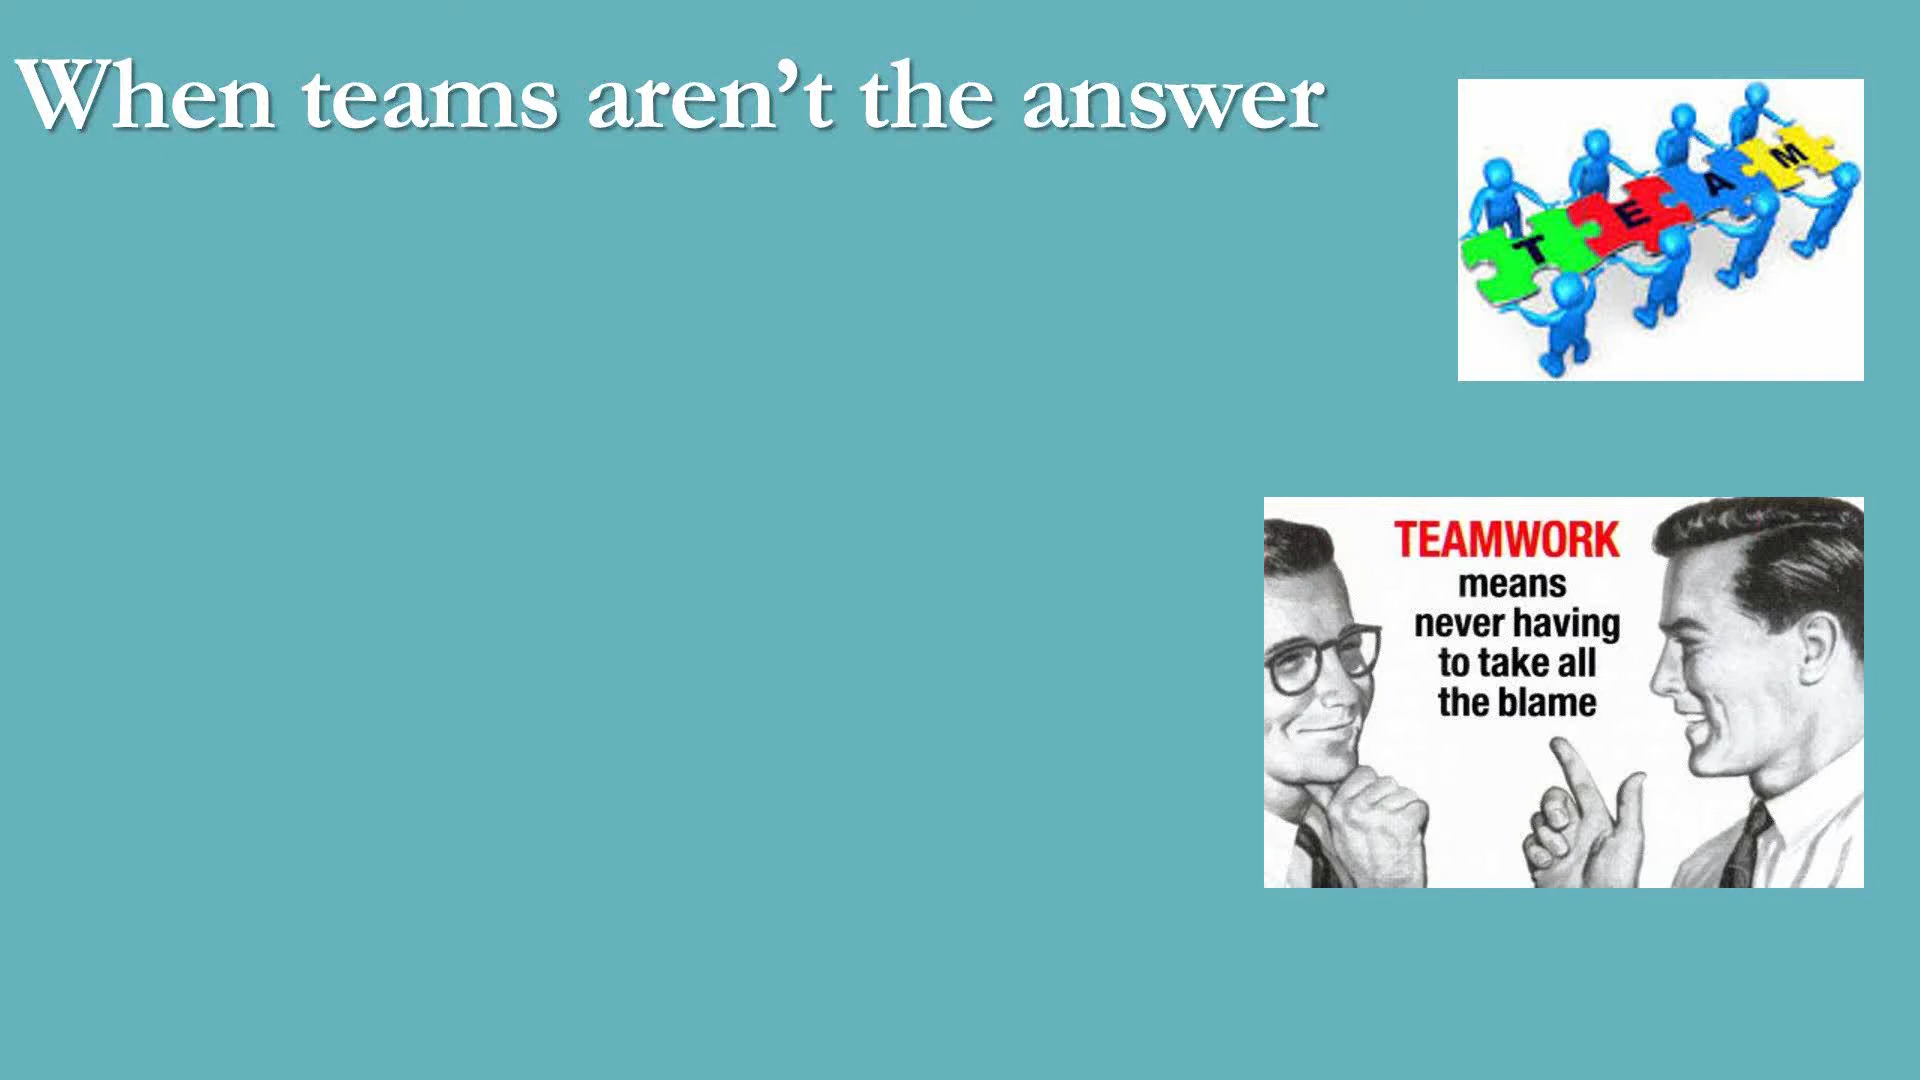 When teams aren’t the answer
T E A M
TEAMWORK
means
never having
to take all
the blame